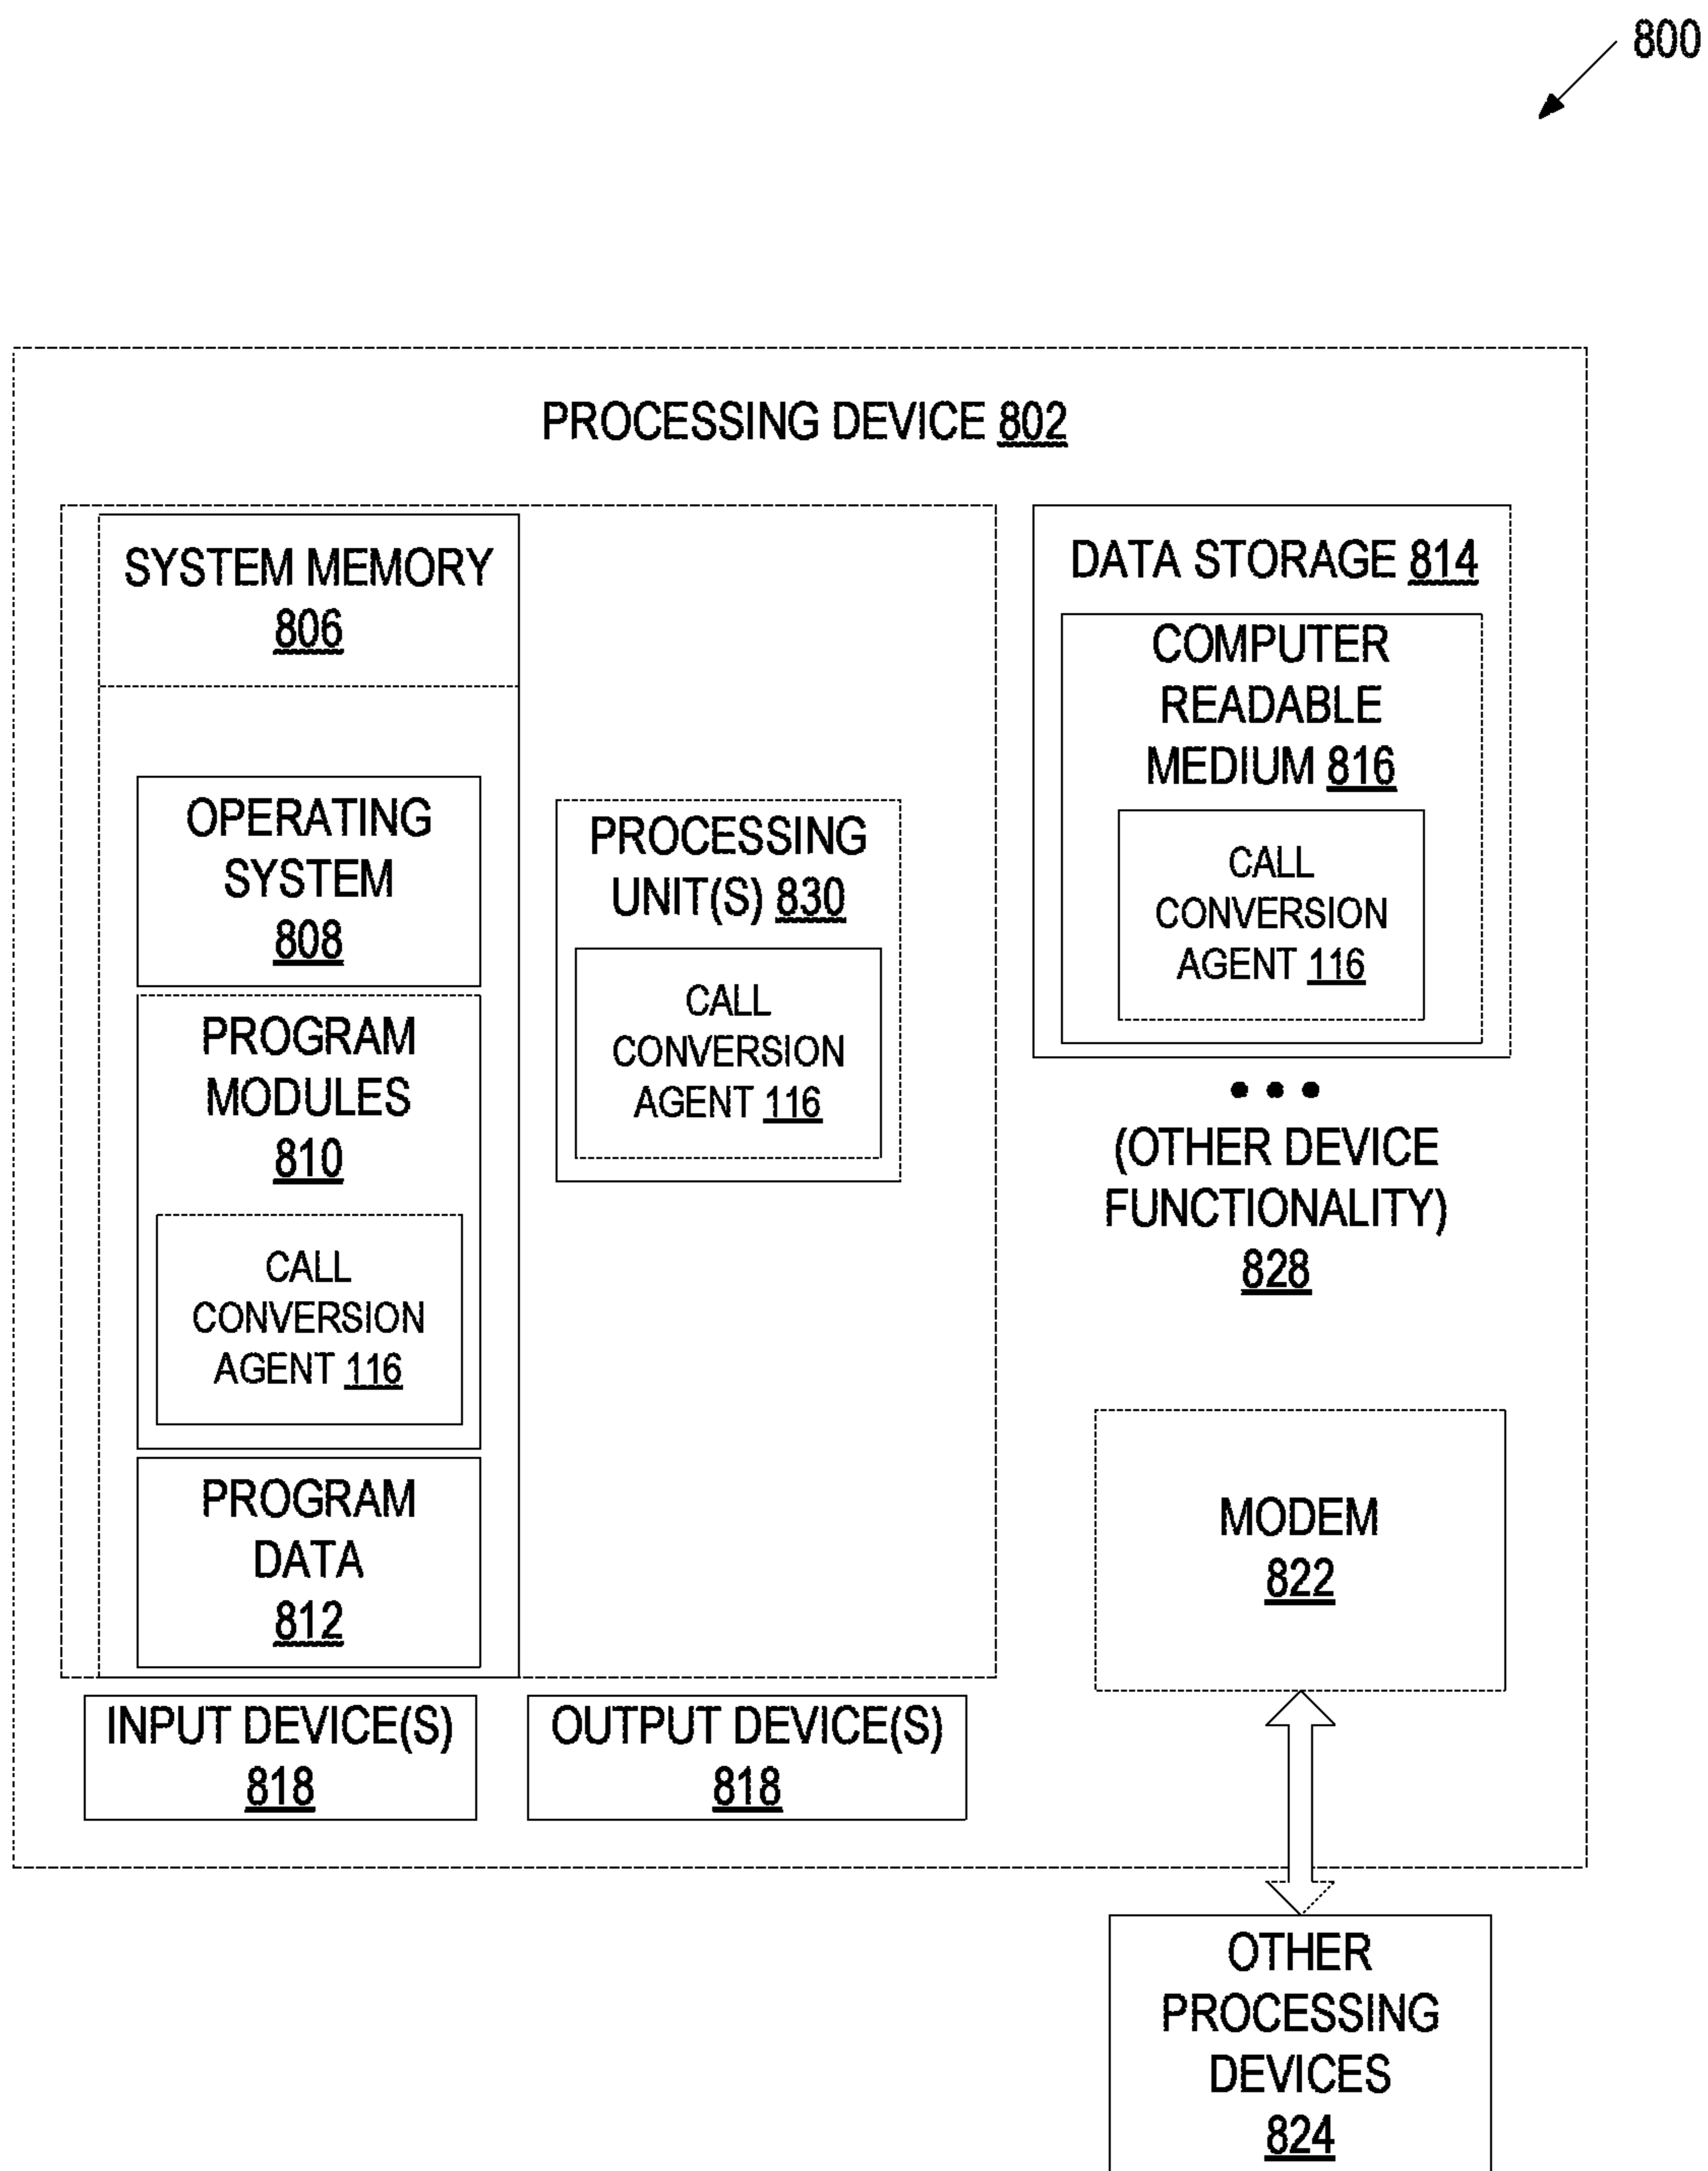 800
PROCESSING DEVICE 802
SYSTEM MEMORY
806
OPERATING
SYSTEM
808
PROGRAM
MODULES
810
CALL
CONVERSION
AGENT 116
PROGRAM
DATA
812
PROCESSING
UNIT(S) 830
CALL
CONVERSION
AGENT 116
DATA STORAGE 814
COMPUTER
READABLE
MEDIUM 816
CALL
CONVERSION
AGENT 116
(OTHER DEVICE
FUNCTIONALITY)
828
MODEM
822
INPUT DEVICE(S)
818
OUTPUT DEVICE(S)
818
OTHER
PROCESSING
DEVICES
824